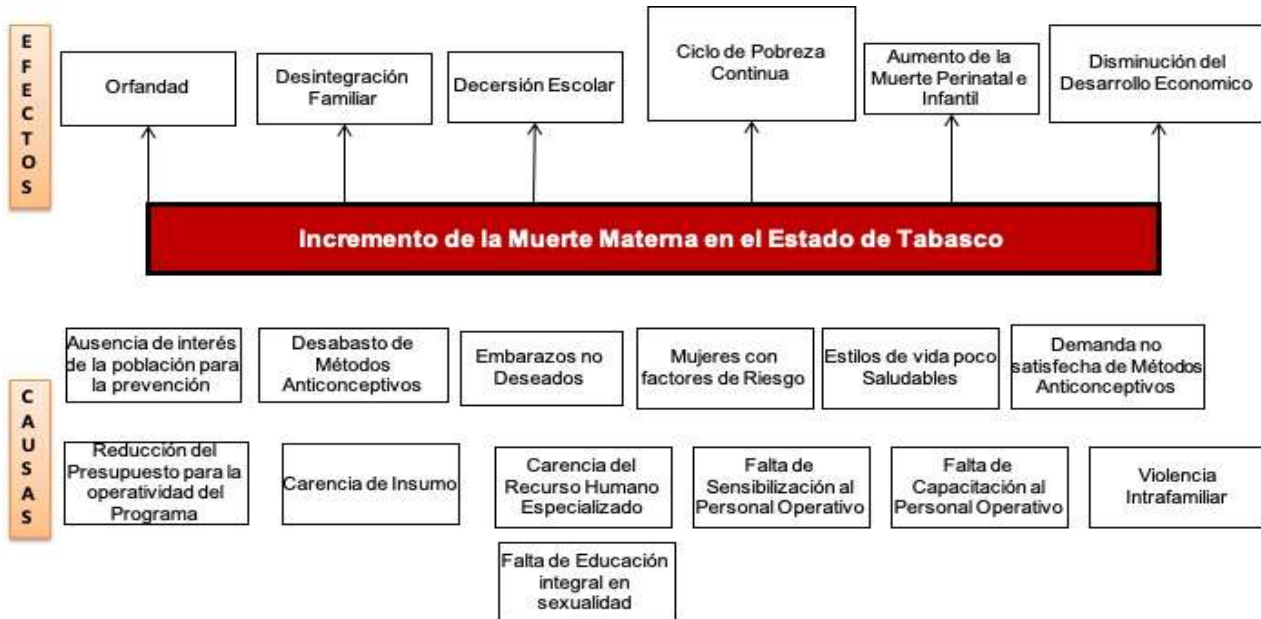 EFECTOS
Orfandad
Desintegración
Familiar
Decersión Escolar
Ciclo de Pobreza
Continua
Aumento de la
Muerte Perinatal e
Infantil
Disminución del
Desarrollo Economico
Incremento de la Muerte Materna en el Estado de Tabasco
CAUSAS
Ausencia de interés
de la población para
la prevención
Desabasto de
Métodos
Anticonceptivos
Embarazos no
Deseados
Mujeres con
factores de Riesgo
Estilos de vida poco
Saludables
Demanda no
satisfecha de Métodos
Anticonceptivos
Reducción del
Presupuesto para la
operatividad del
Programa
Carencia de Insumo
Carencia del
Recurso Humano
Especializado
Falta de
Sensibilización al
Personal Operativo
Falta de
Capacitación al
Personal Operativo
Violencia
Intrafamiliar
Falta de Educación
integral en
sexualidad